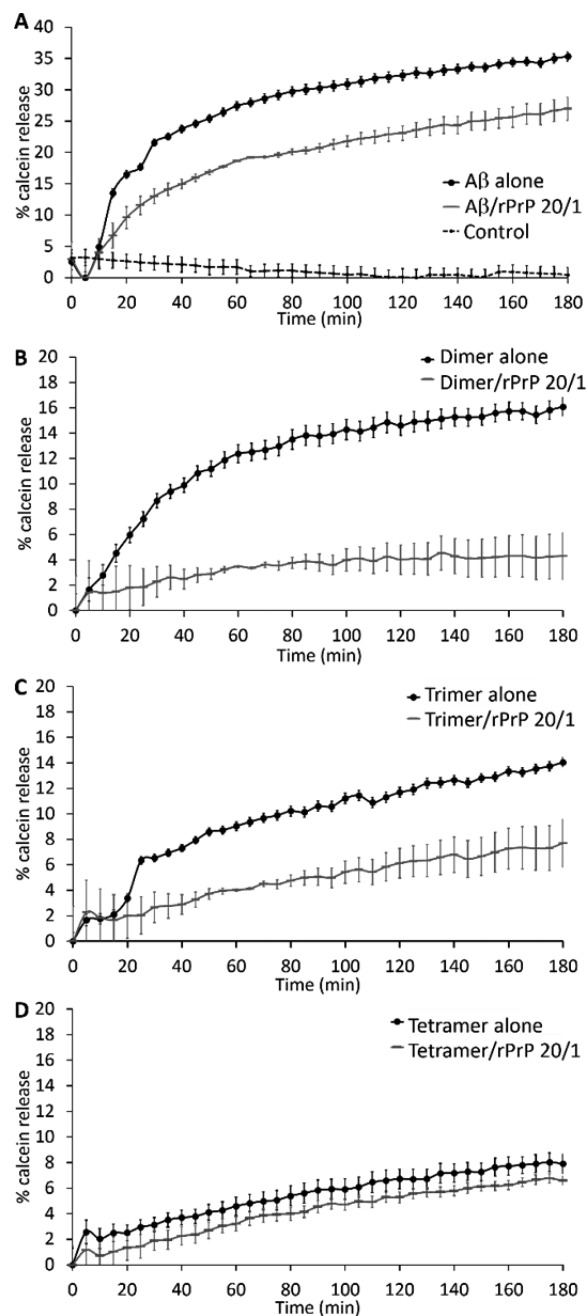 A
% calcein release
40
35
30
25
20
15
10
5
0
Aβ alone
Aβ/rPrP 20/1
Control
0 20 40 60 80 100 120 140 160 180
Time (min)
B
% calcein release
20
18
16
14
12
10
8
6
4
2
0
Dimer alone
Dimer/rPrP 20/1
0 20 40 60 80 100 120 140 160 180
Time (min)
C
% calcein release
20
18
16
14
12
10
8
6
4
2
0
Trimer alone
Trimer/rPrP 20/1
0 20 40 60 80 100 120 140 160 180
Time (min)
D
% calcein release
20
18
16
14
12
10
8
6
4
2
0
Tetramer alone
Tetramer/rPrP 20/1
0 20 40 60 80 100 120 140 160 180
Time (min)